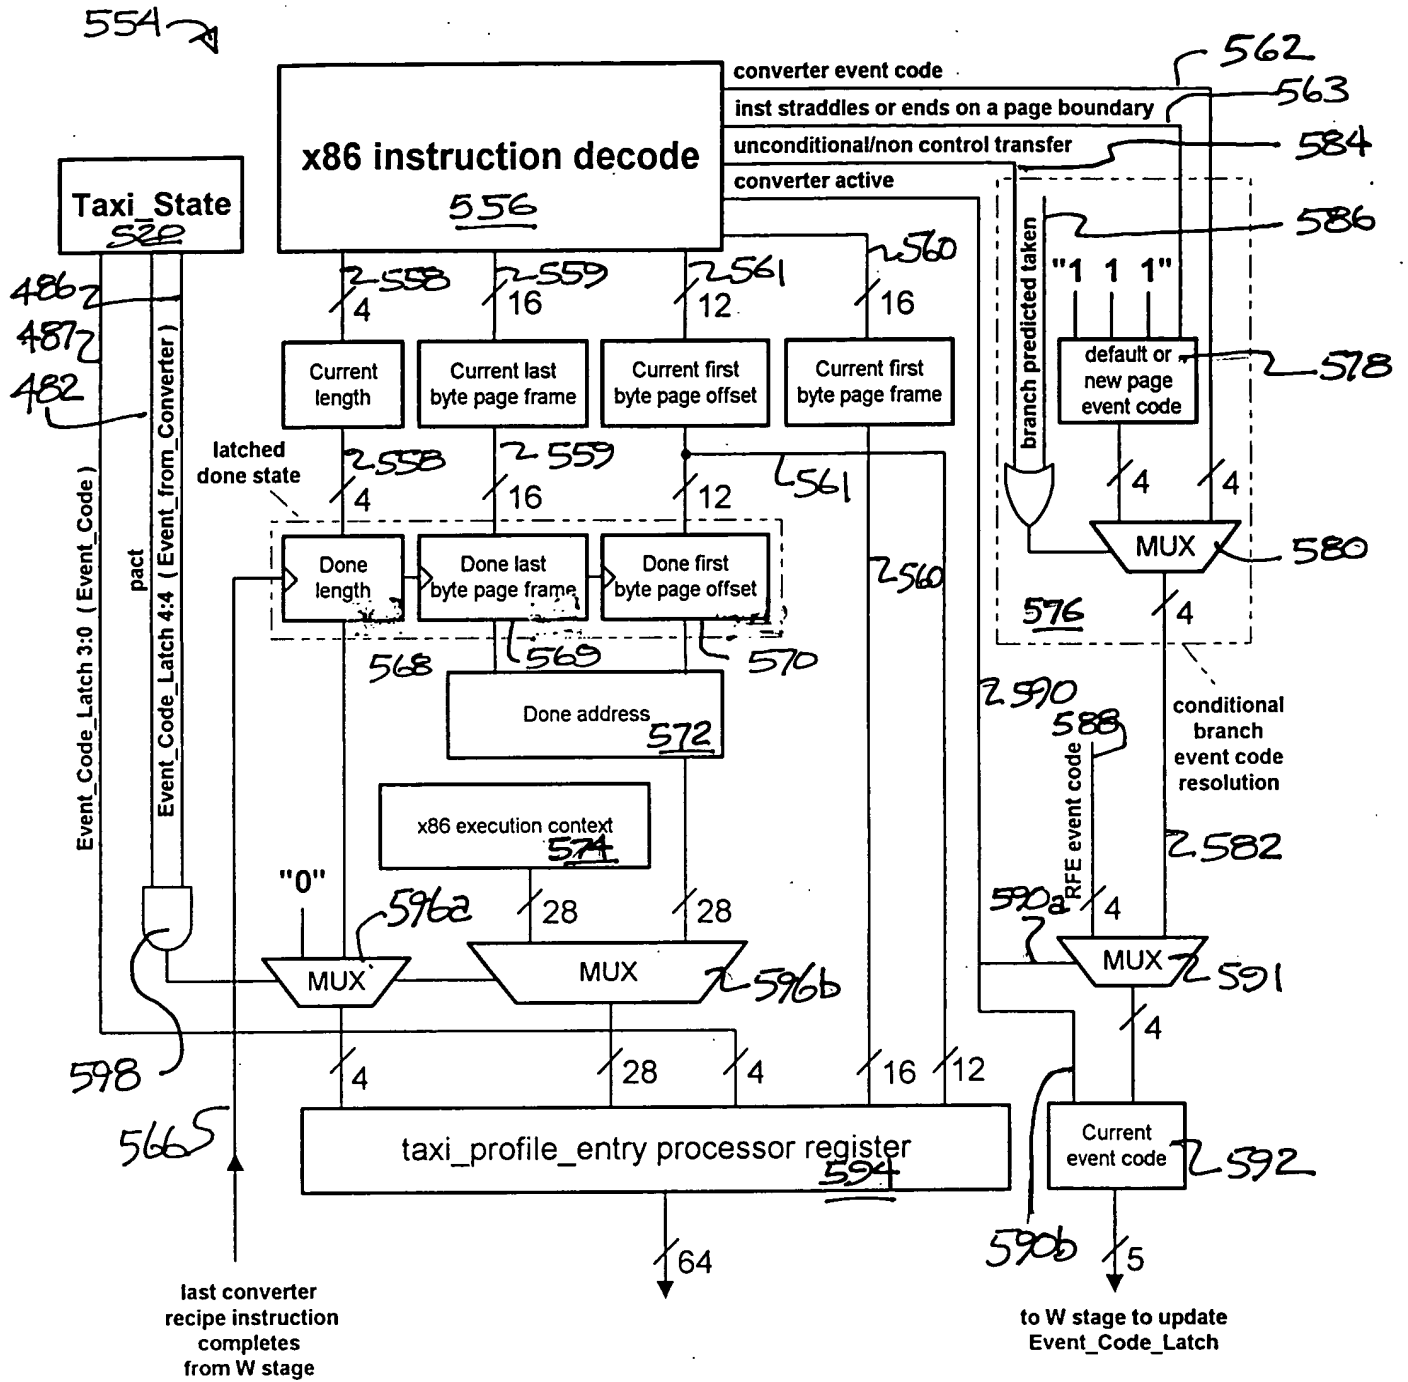 554
562
converter event code
563
inst straddles or ends on a page boundary
584
unconditional/non control transfer
converter active
x86 instruction decode
556
Taxi_State
520
586
"1 1 1"
branch predicted taken
558
559
561
560
4
16
12
16
486
487
482
Current
length
Current last
byte page frame
Current first
byte page offset
Current first
byte page frame
default or
new page
event code
578
latched
done state
558
559
561
4
16
12
4
4
Event_Code_Latch 3:0 ( Event_Code )
pact
Event_Code_Latch 4:4 ( Event_from_Converter )
Done
length
Done last
byte page frame
Done first
byte page offset
560
MUX
580
4
576
568
569
570
Done address
572
590
588
conditional
branch
event code
resolution
x86 execution context
574
RFE event code
582
"0"
596a
28
28
590a
4
MUX
MUX
596b
MUX
591
4
598
4
28
4
16
12
566
taxi_profile_entry processor register
594
Current
event code
592
590b
64
5
last converter
recipe instruction
completes
from W stage
to W stage to update
Event_Code_Latch